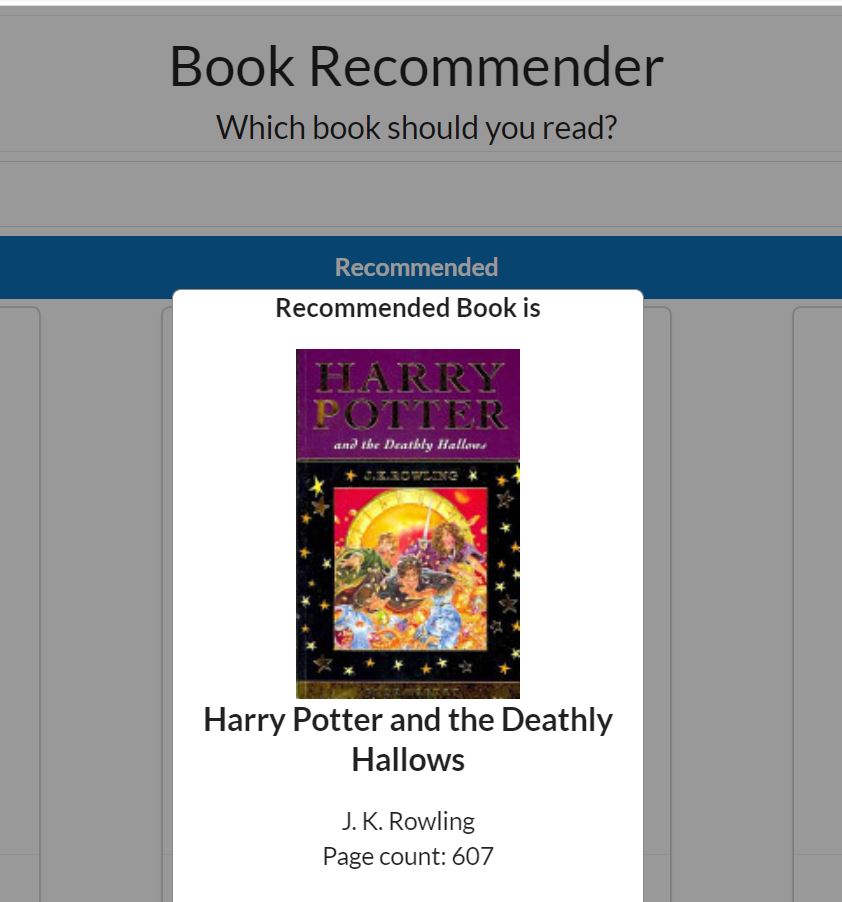 Book Recommender
Which book should you read?
Recommended
Recommended Book is
HARRY
POTTER
and the Deathly Hallows
J.K.ROWLING
Harry Potter and the Deathly
Hallows
J. K. Rowling
Page count: 607